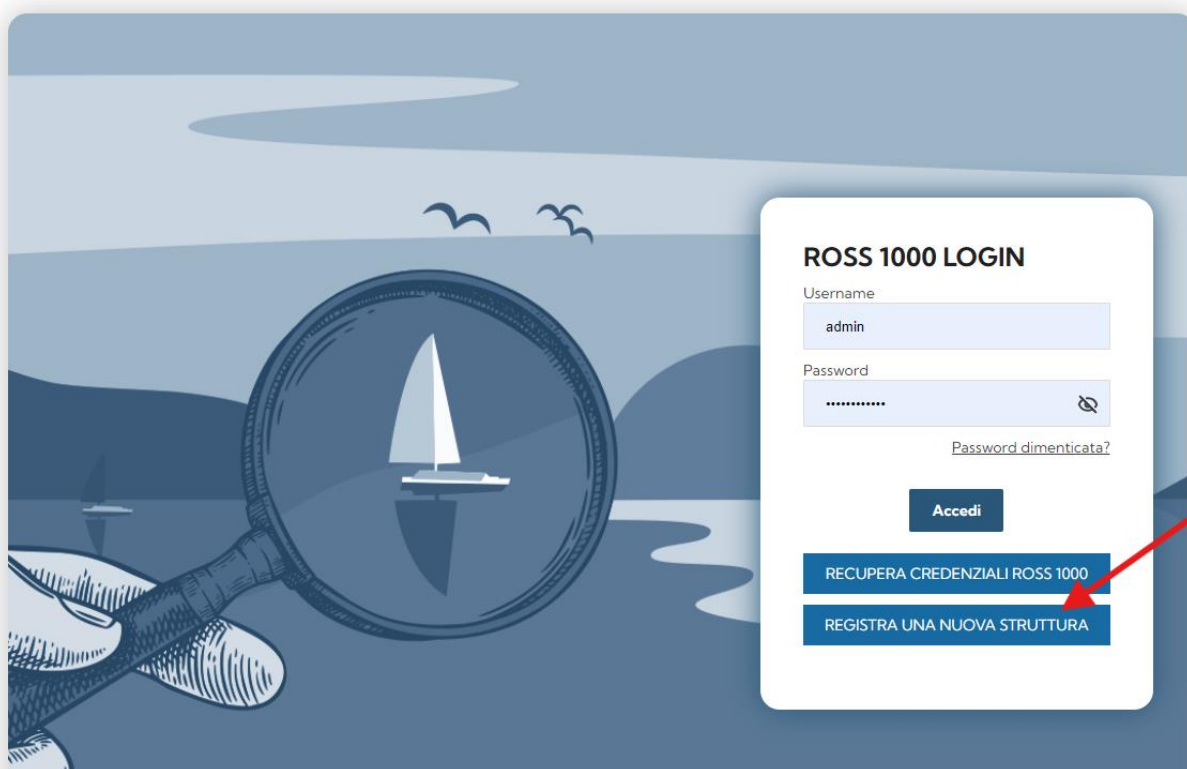 ROSS 1000 LOGIN
Username
admin
Password
••••••••••••
Password dimenticata?
Accedi
RECUPERA CREDENZIALI ROSS 1000
REGISTRA UNA NUOVA STRUTTURA